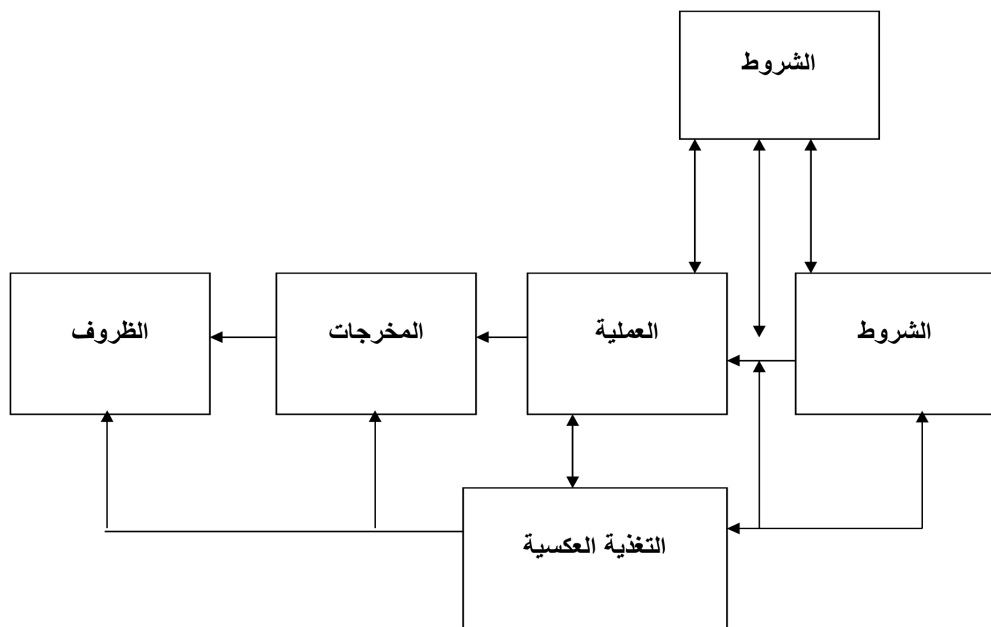 الشروط
الشروط
العملية
المخرجات
الظروف
التغذية العكسية